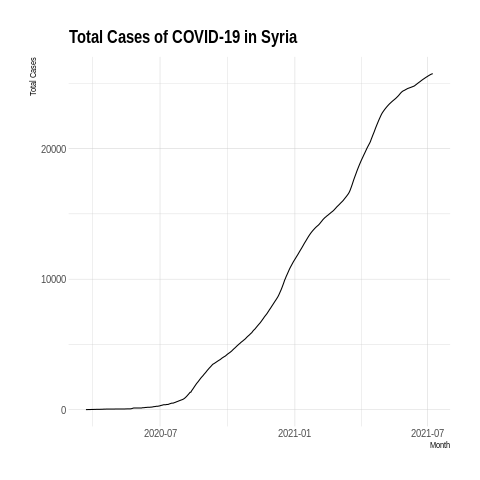 Total Cases of COVID-19 in Syria
Total Cases
20000
10000
0
2020-07
2021-01
2021-07
Month